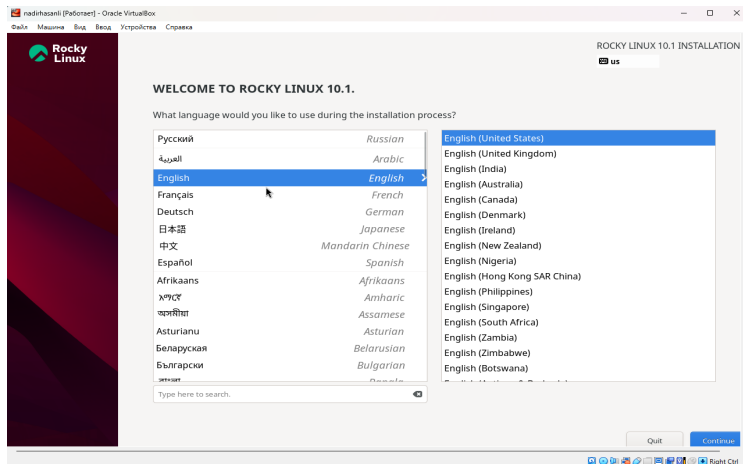 nadirhasanli [Работает] - Oracle VirtualBox
Файл Машина Вид Ввод Устройства Справка
Rocky
Linux
ROCKY LINUX 10.1 INSTALLATION
us
WELCOME TO ROCKY LINUX 10.1.
What language would you like to use during the installation process?
Русский Russian
العربية Arabic
English English
Français French
Deutsch German
日本語 Japanese
中文 Mandarin Chinese
Español Spanish
Afrikaans Afrikaans
አማርኛ Amharic
অসমীয়া Assamese
Asturianu Asturian
Беларуская Belarusian
Български Bulgarian
English (United States)
English (United Kingdom)
English (India)
English (Australia)
English (Canada)
English (Denmark)
English (Ireland)
English (New Zealand)
English (Nigeria)
English (Hong Kong SAR China)
English (Philippines)
English (Singapore)
English (South Africa)
English (Zambia)
English (Zimbabwe)
English (Botswana)
Type here to search.
Quit Continue
Right Ctrl